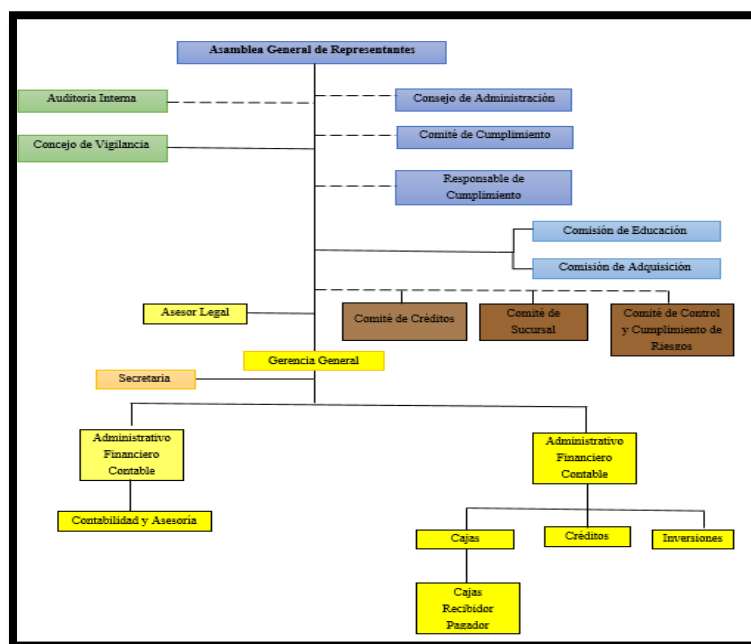 Asamblea General de Representantes
Auditoria Interna
Consejo de Administración
Concejo de Vigilancia
Comité de Cumplimiento
Responsable de
Cumplimiento
Comisión de Educación
Comisión de Adquisición
Asesor Legal
Comité de Créditos
Comité de
Sucursal
Comité de Control
y Cumplimiento de
Riesgos
Gerencia General
Secretaria
Administrativo
Financiero
Contable
Administrativo
Financiero
Contable
Contabilidad y Asesoría
Cajas
Créditos
Inversiones
Cajas
Recibidor
Pagador